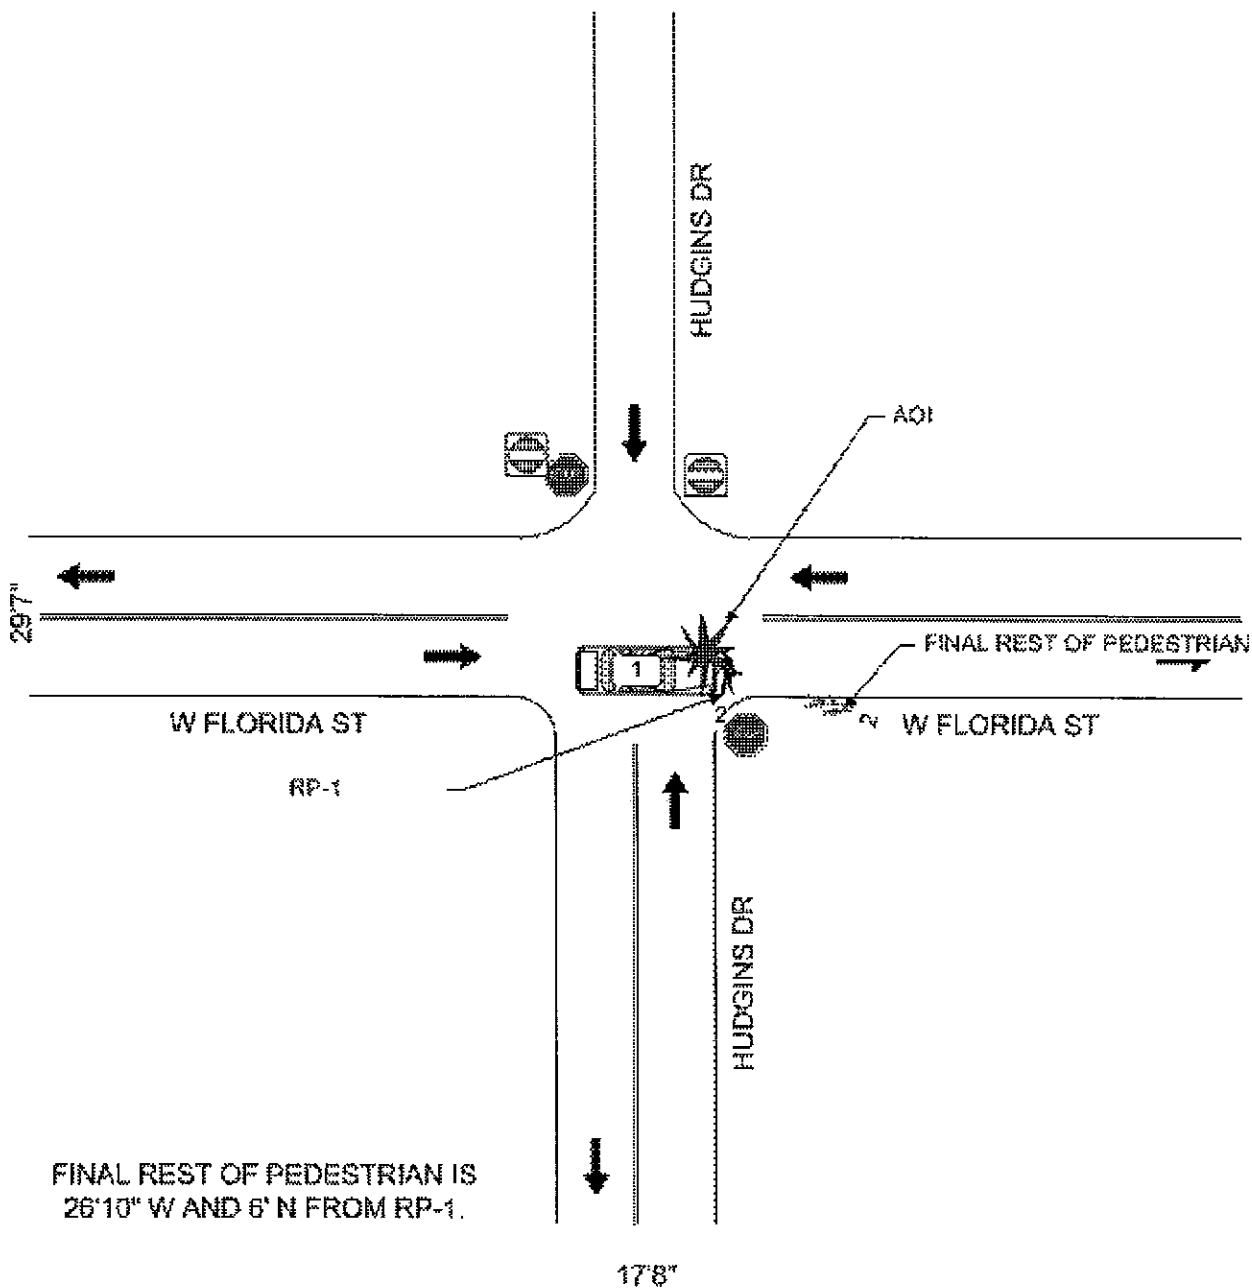 HUDGINS DR
AOI
29'7"
1
FINAL REST OF PEDESTRIAN
W FLORIDA ST
2
2
W FLORIDA ST
RP-1
HUDGINS DR
FINAL REST OF PEDESTRIAN IS
26'10" W AND 6' N FROM RP-1.
17'8"